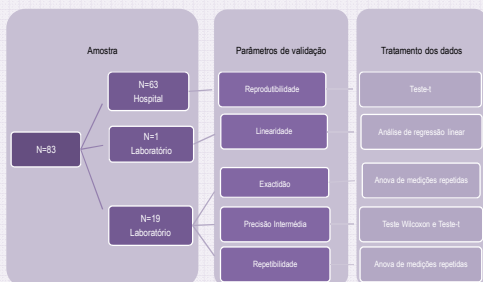 Amostra
Parâmetros de validação
Tratamento dos dados
N=83
N=63
Hospital
N=1
Laboratório
N=19
Laboratório
Reprodutibilidade
Linearidade
Exactidão
Precisão Intermédia
Repetibilidade
Teste-t
Análise de regressão linear
Anova de medições repetidas
Teste Wilcoxon e Teste-t
Anova de medições repetidas